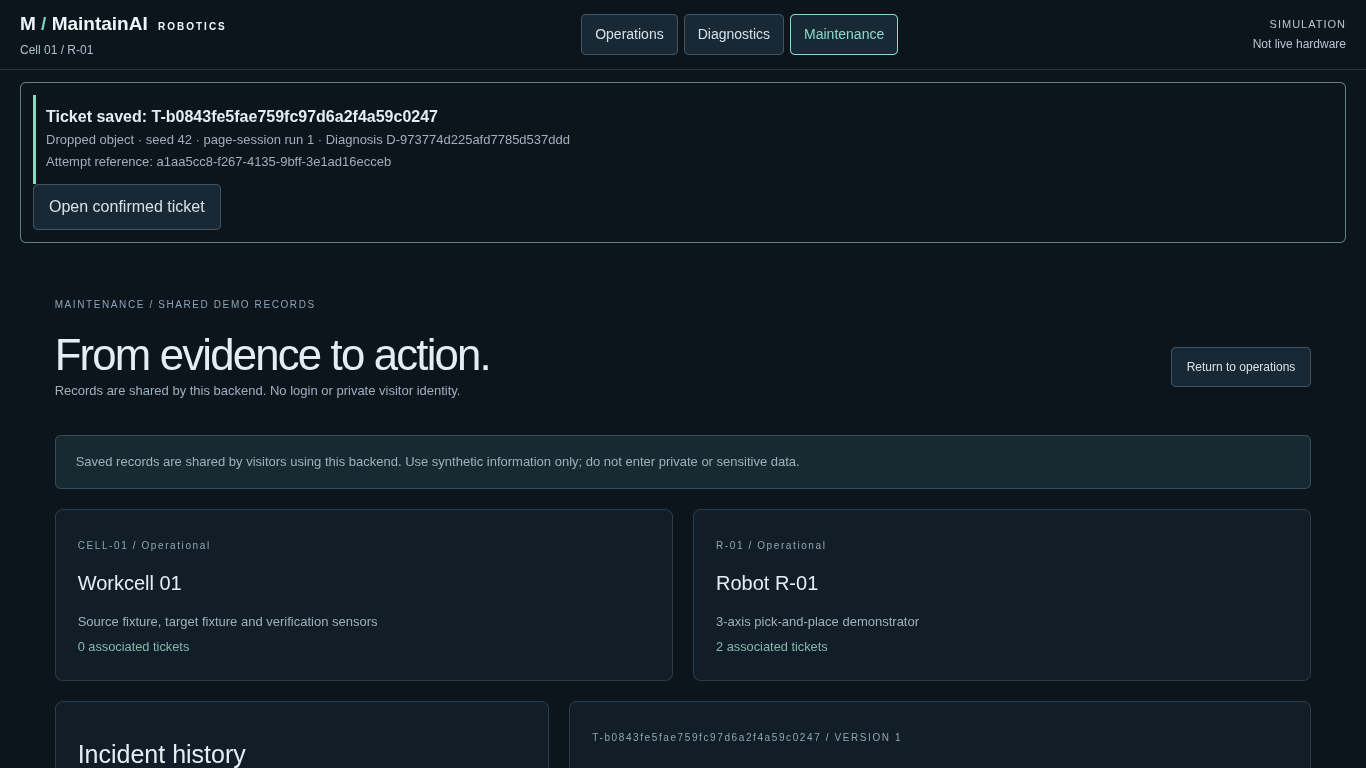 M / MaintainAI ROBOTICS
Cell 01 / R-01
Operations
Diagnostics
Maintenance
SIMULATION
Not live hardware
Ticket saved: T-b0843fe5fae759fc97d6a2f4a59c0247
Dropped object · seed 42 · page-session run 1 · Diagnosis D-973774d225afd7785d537ddd
Attempt reference: a1aa5cc8-f267-4135-9bff-3e1ad16ecceb
Open confirmed ticket
MAINTENANCE / SHARED DEMO RECORDS
From evidence to action.
Records are shared by this backend. No login or private visitor identity.
Return to operations
Saved records are shared by visitors using this backend. Use synthetic information only; do not enter private or sensitive data.
CELL-01 / Operational
Workcell 01
Source fixture, target fixture and verification sensors
0 associated tickets
R-01 / Operational
Robot R-01
3-axis pick-and-place demonstrator
2 associated tickets
Incident history
T-b0843fe5fae759fc97d6a2f4a59c0247 / VERSION 1